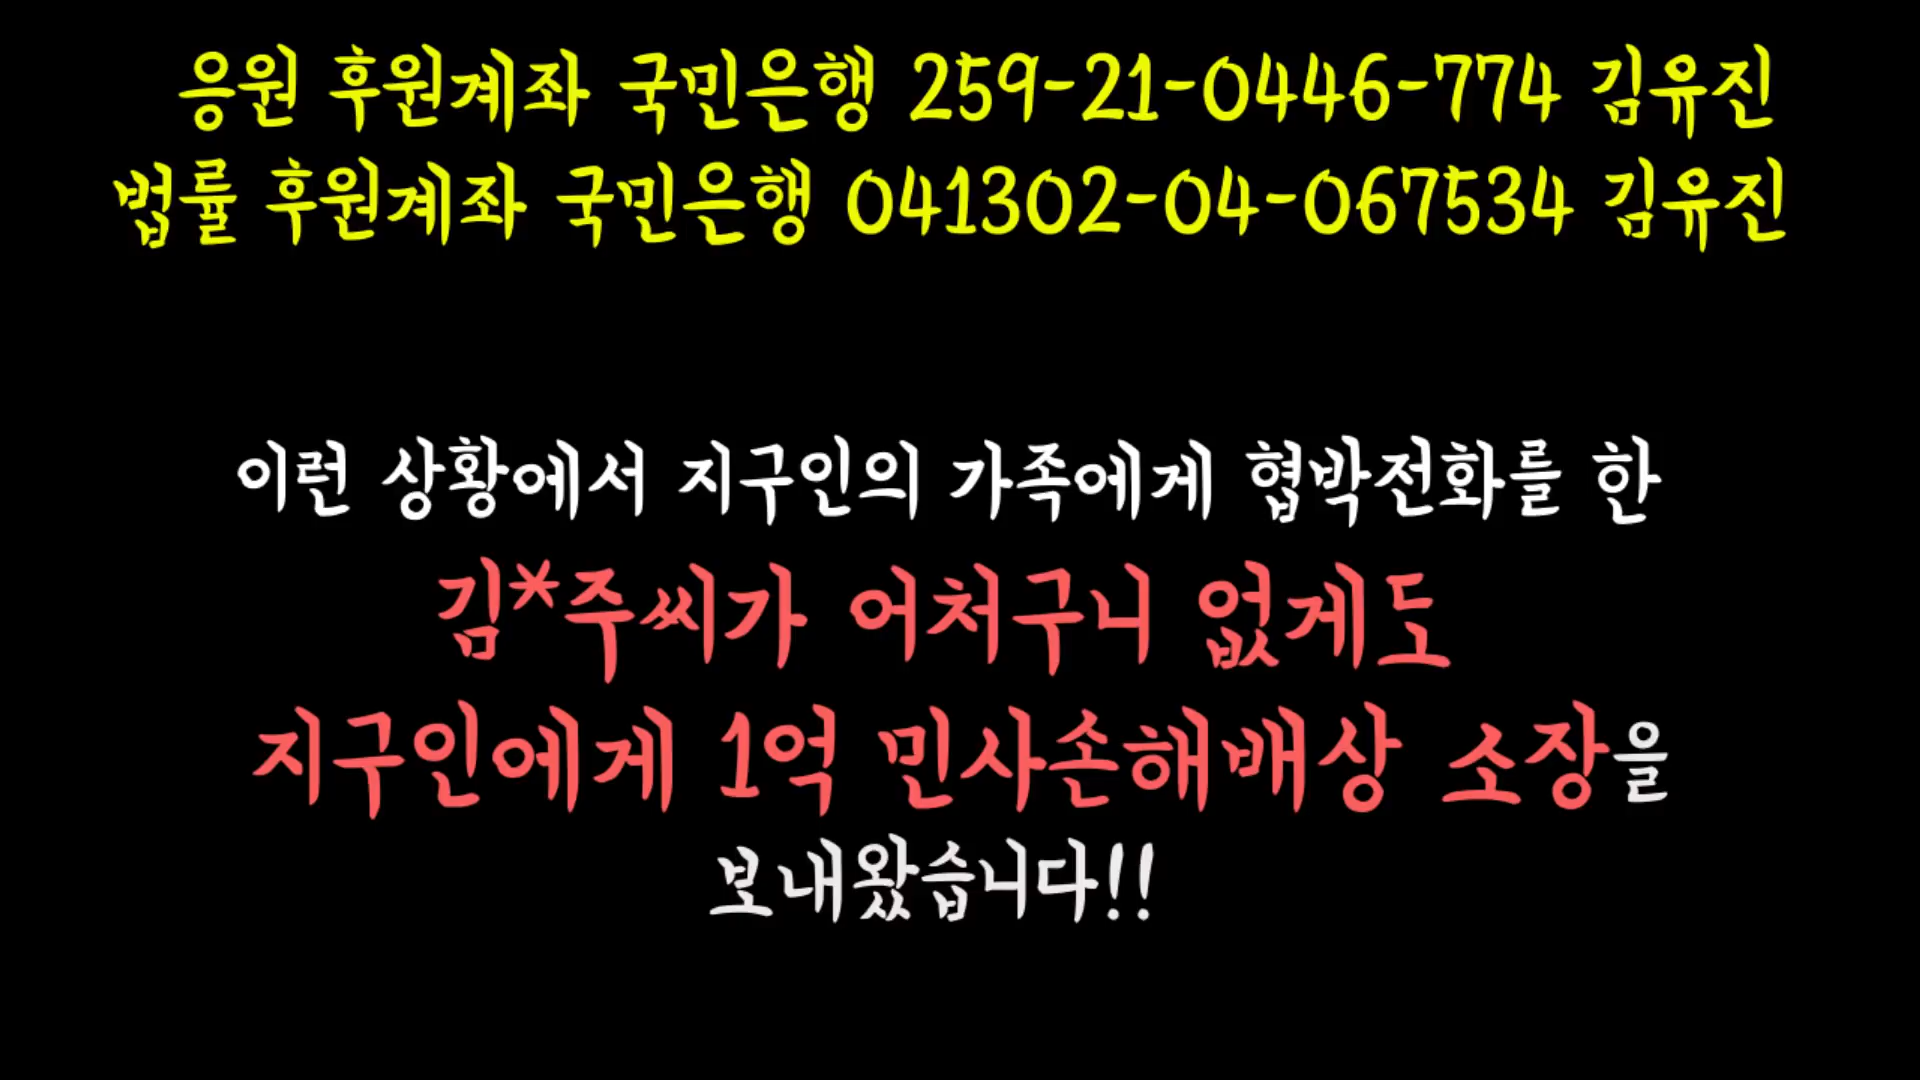 응원 후원계좌 국민은행 259-21-0446-774 김유진
법률 후원계좌 국민은행 041302-04-067534 김유진
이런 상황에서 지구인의 가족에게 협박전화를 한
김*주씨가 어처구니 없게도
지구인에게 1억 민사손해배상 소장을
보내왔습니다!!